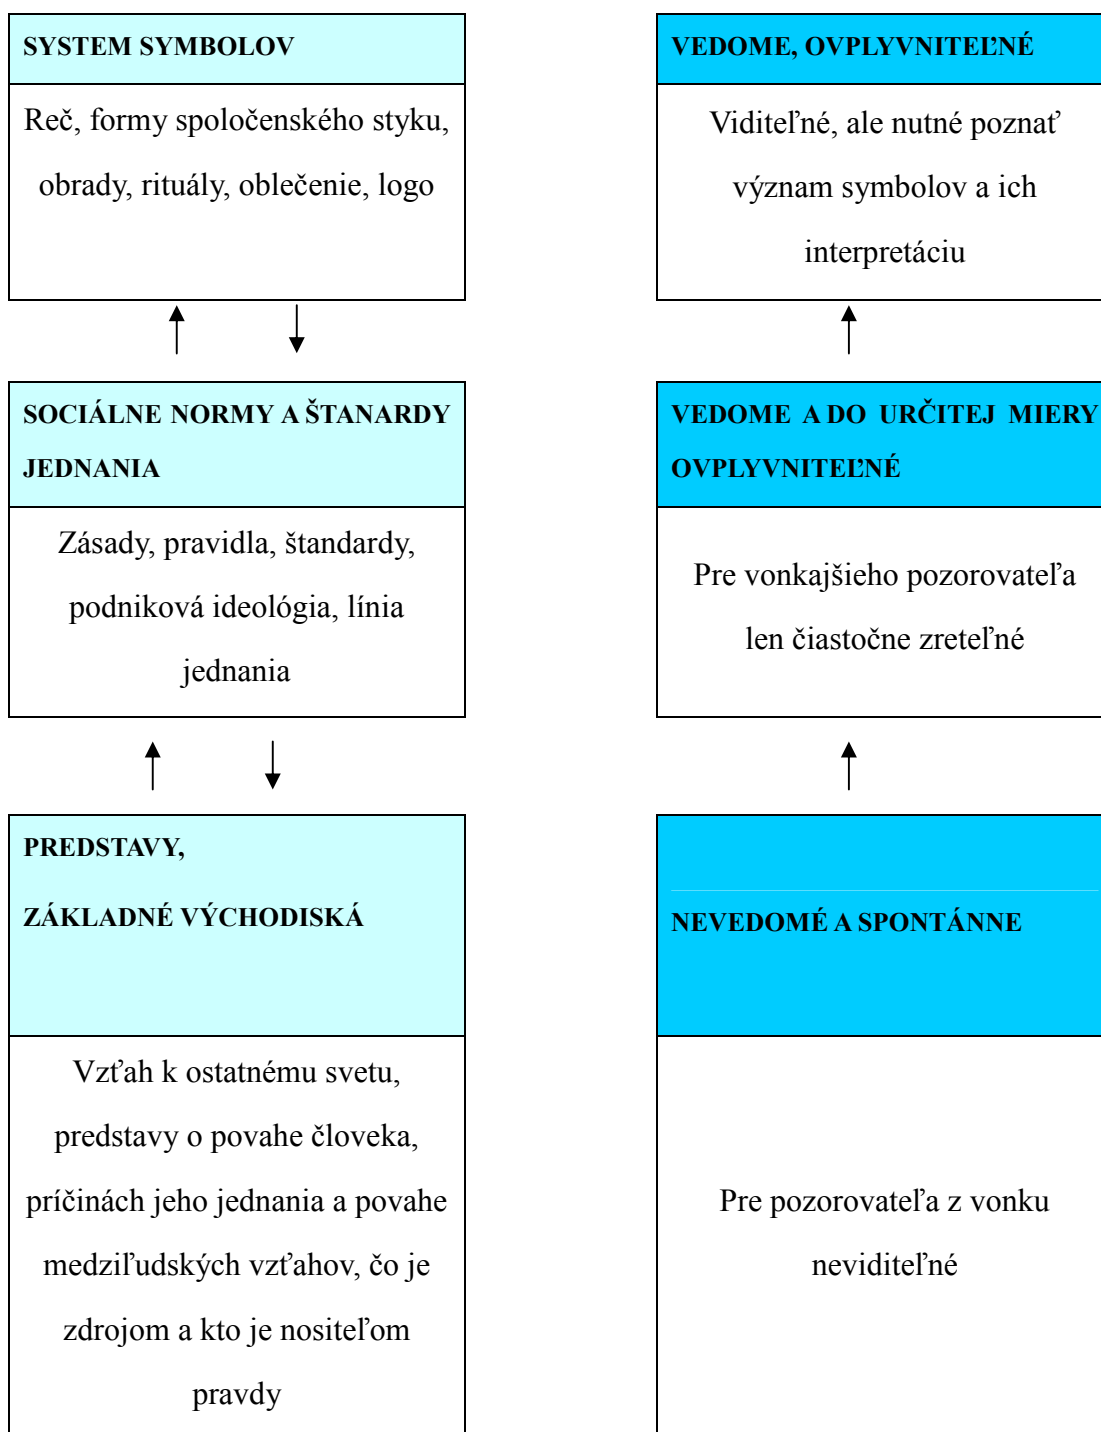 SYSTEM SYMBOLOV
Reč, formy spoločenského styku,
obrady, rituály, oblečenie, logo
VEDOME, OVPLYVNITEĽNÉ
Viditeľné, ale nutné poznať
význam symbolov a ich
interpretáciu
SOCIÁLNE NORMY A ŠTANARDY
JEDNANIA
Zásady, pravidla, štandardy,
podniková ideológia, línia
jednania
VEDOME A DO URČITEJ MIERY
OVPLYVNITEĽNÉ
Pre vonkajšieho pozorovateľa
len čiastočne zreteľné
PREDSTAVY,
ZÁKLADNÉ VÝCHODISKÁ
Vzťah k ostatnému svetu,
predstavy o povahe človeka,
príčinách jeho jednania a povahe
medziľudských vzťahov, čo je
zdrojom a kto je nositeľom
pravdy
NEVEDOMÉ A SPONTÁNNE
Pre pozorovateľa z vonku
neviditeľné